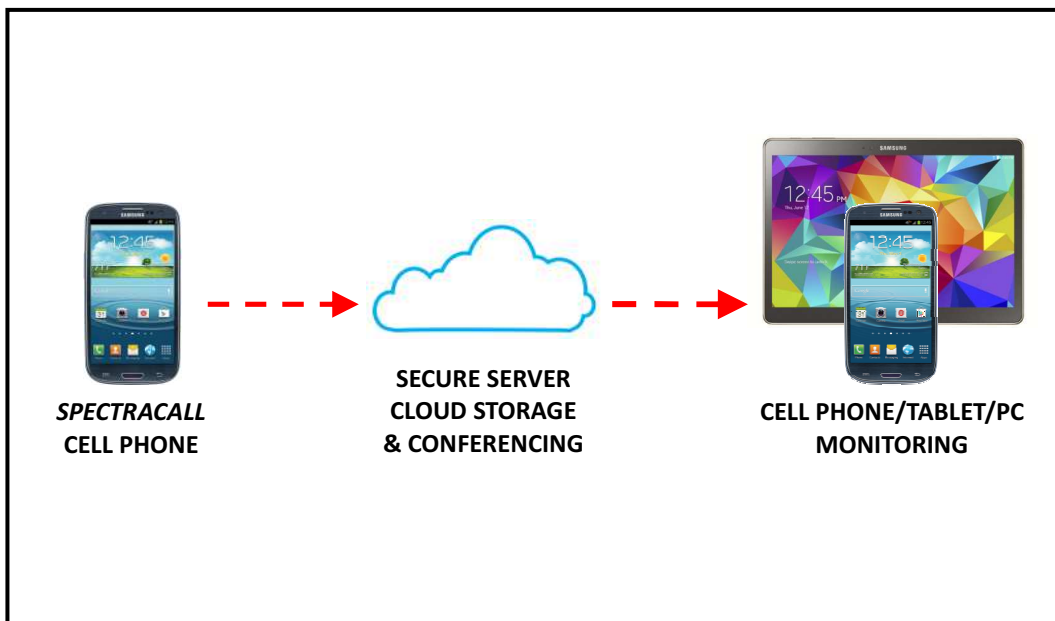 SAMSUNG
12:45 PM
SAMSUNG
12:45
SAMSUNG
12:45
SPECTRACALL
CELL PHONE
SECURE SERVER
CLOUD STORAGE
& CONFERENCING
CELL PHONE/TABLET/PC
MONITORING